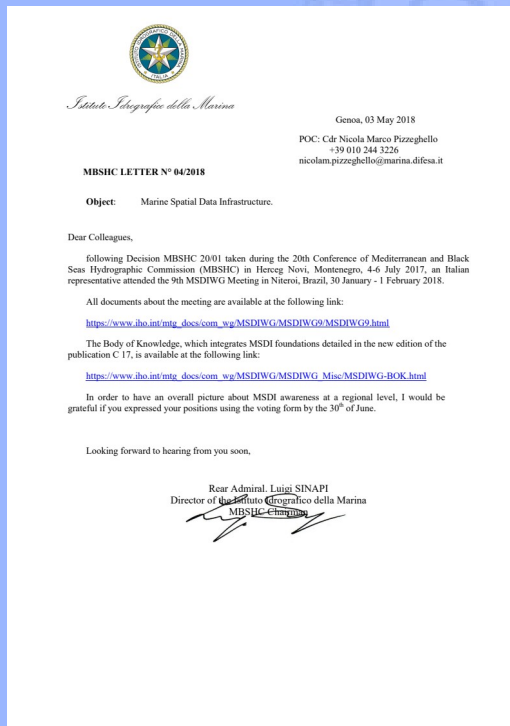 ISTITUTO IDROGRAFICO DELLA MARINA
ITALIA
Istituto Idrografico della Marina
Genoa, 03 May 2018
POC: Cdr Nicola Marco Pizzeghello
+39 010 244 3226
nicolam.pizzeghello@marina.difesa.it
MBSHC LETTER N° 04/2018
Object: Marine Spatial Data Infrastructure.
Dear Colleagues,
following Decision MBSHC 20/01 taken during the 20th Conference of Mediterranean and Black
Seas Hydrographic Commission (MBSHC) in Herceg Novi, Montenegro, 4-6 July 2017, an Italian
representative attended the 9th MSDIWG Meeting in Niteroi, Brazil, 30 January - 1 February 2018.
All documents about the meeting are available at the following link:
https://www.iho.int/mtg_docs/com_wg/MSDIWG/MSDIWG9/MSDIWG9.html
The Body of Knowledge, which integrates MSDI foundations detailed in the new edition of the
publication C 17, is available at the following link:
https://www.iho.int/mtg_docs/com_wg/MSDIWG/MSDIWG_Misc/MSDIWG-BOK.html
In order to have an overall picture about MSDI awareness at a regional level, I would be
grateful if you expressed your positions using the voting form by the 30th of June.
Looking forward to hearing from you soon,
Rear Admiral. Luigi SINAPI
Director of the Istituto Idrografico della Marina
MBSHC Chairman